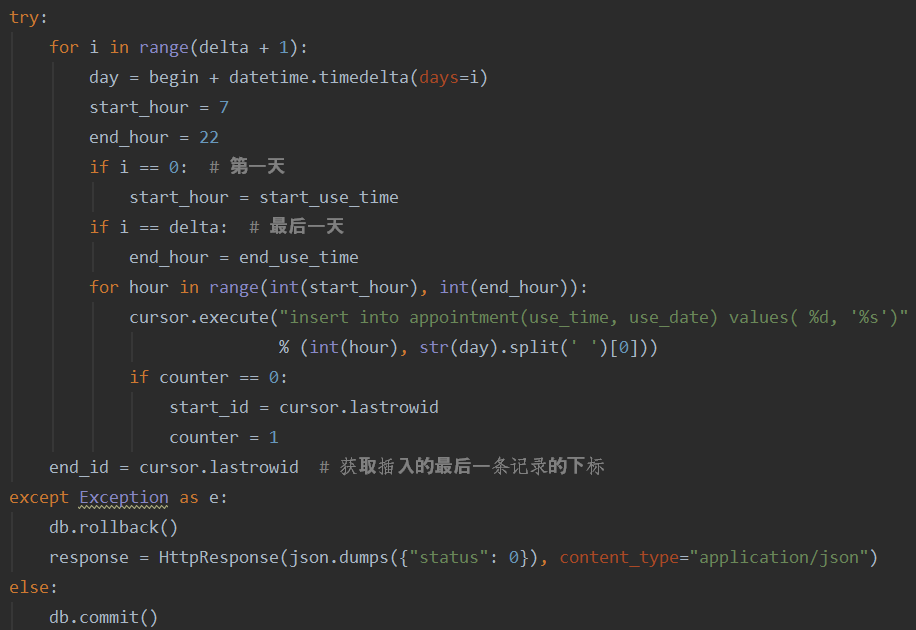 try:
    for i in range(delta + 1):
        day = begin + datetime.timedelta(days=i)
        start_hour = 7
        end_hour = 22
        if i == 0:  # 第一天
            start_hour = start_use_time
        if i == delta:  # 最后一天
            end_hour = end_use_time
        for hour in range(int(start_hour), int(end_hour)):
            cursor.execute("insert into appointment(use_time, use_date) values( %d, '%s')"
                           % (int(hour), str(day).split(' ')[0]))
            if counter == 0:
                start_id = cursor.lastrowid
                counter = 1
    end_id = cursor.lastrowid  # 获取插入的最后一条记录的下标
except Exception as e:
    db.rollback()
    response = HttpResponse(json.dumps({"status": 0}), content_type="application/json")
else:
    db.commit()